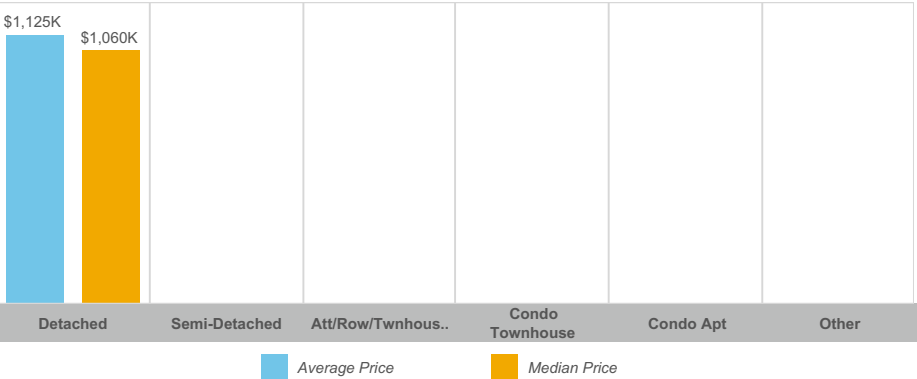 $1,125K
$1,060K
Detached
Semi-Detached
Att/Row/Twnhous..
Condo
Townhouse
Condo Apt
Other
Average Price
Median Price